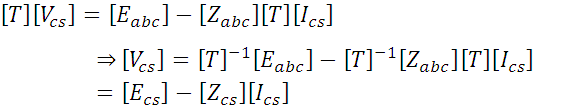 [T][V_cs] = [E_abc] − [Z_abc][T][I_cs]
⇒[V_cs] = [T]⁻¹[E_abc] − [T]⁻¹[Z_abc][T][I_cs]
= [E_cs] − [Z_cs][I_cs]